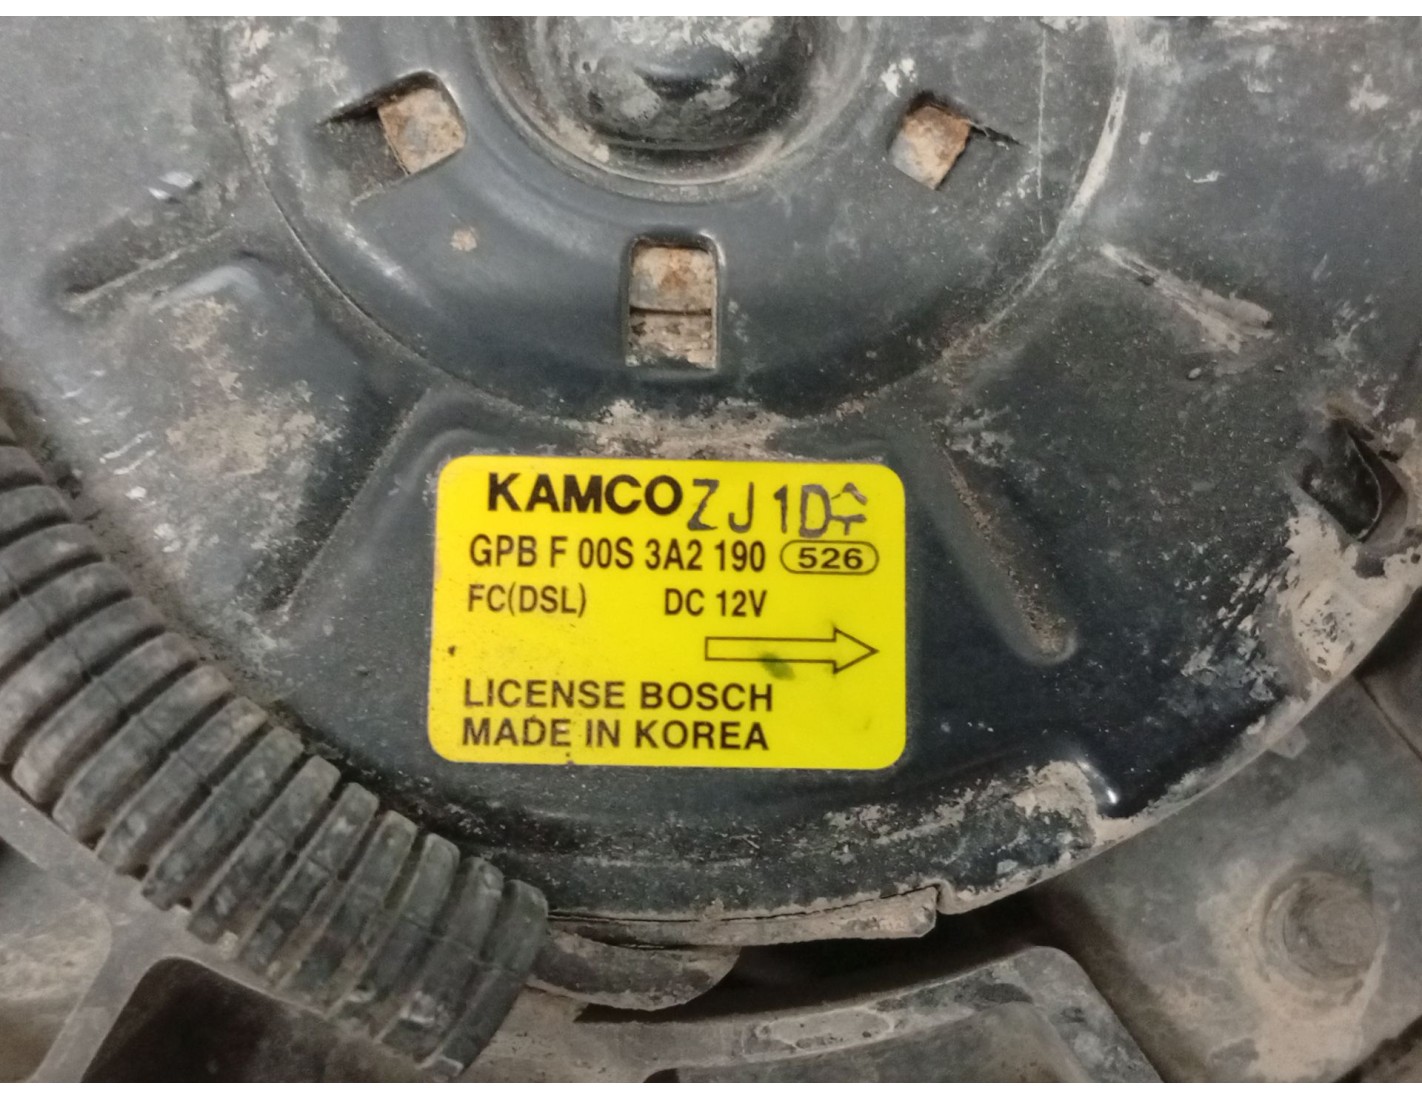 KAMCO ZJ1D
GPB F 00S 3A2 190 526
FC(DSL) DC 12V
LICENSE BOSCH
MADE IN KOREA